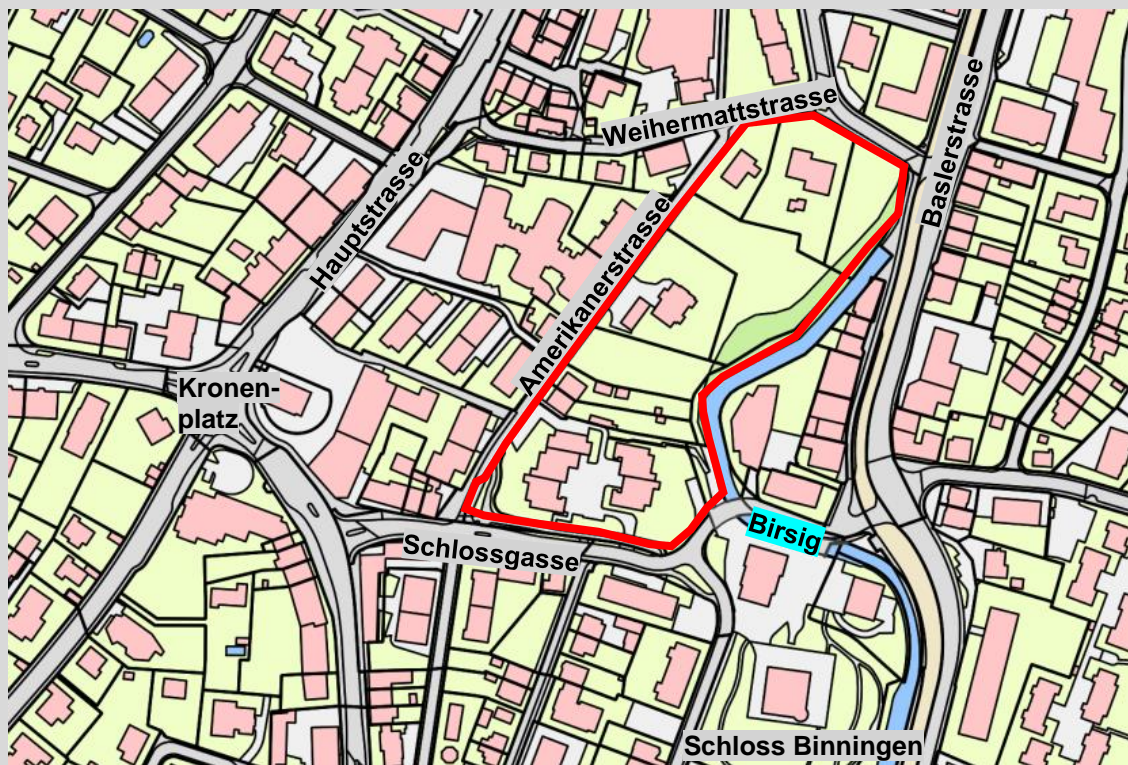 Weihermattstrasse
Baslerstrasse
Hauptstrasse
Amerikanerstrasse
Kronen-
platz
Birsig
Schlossgasse
Schloss Binningen